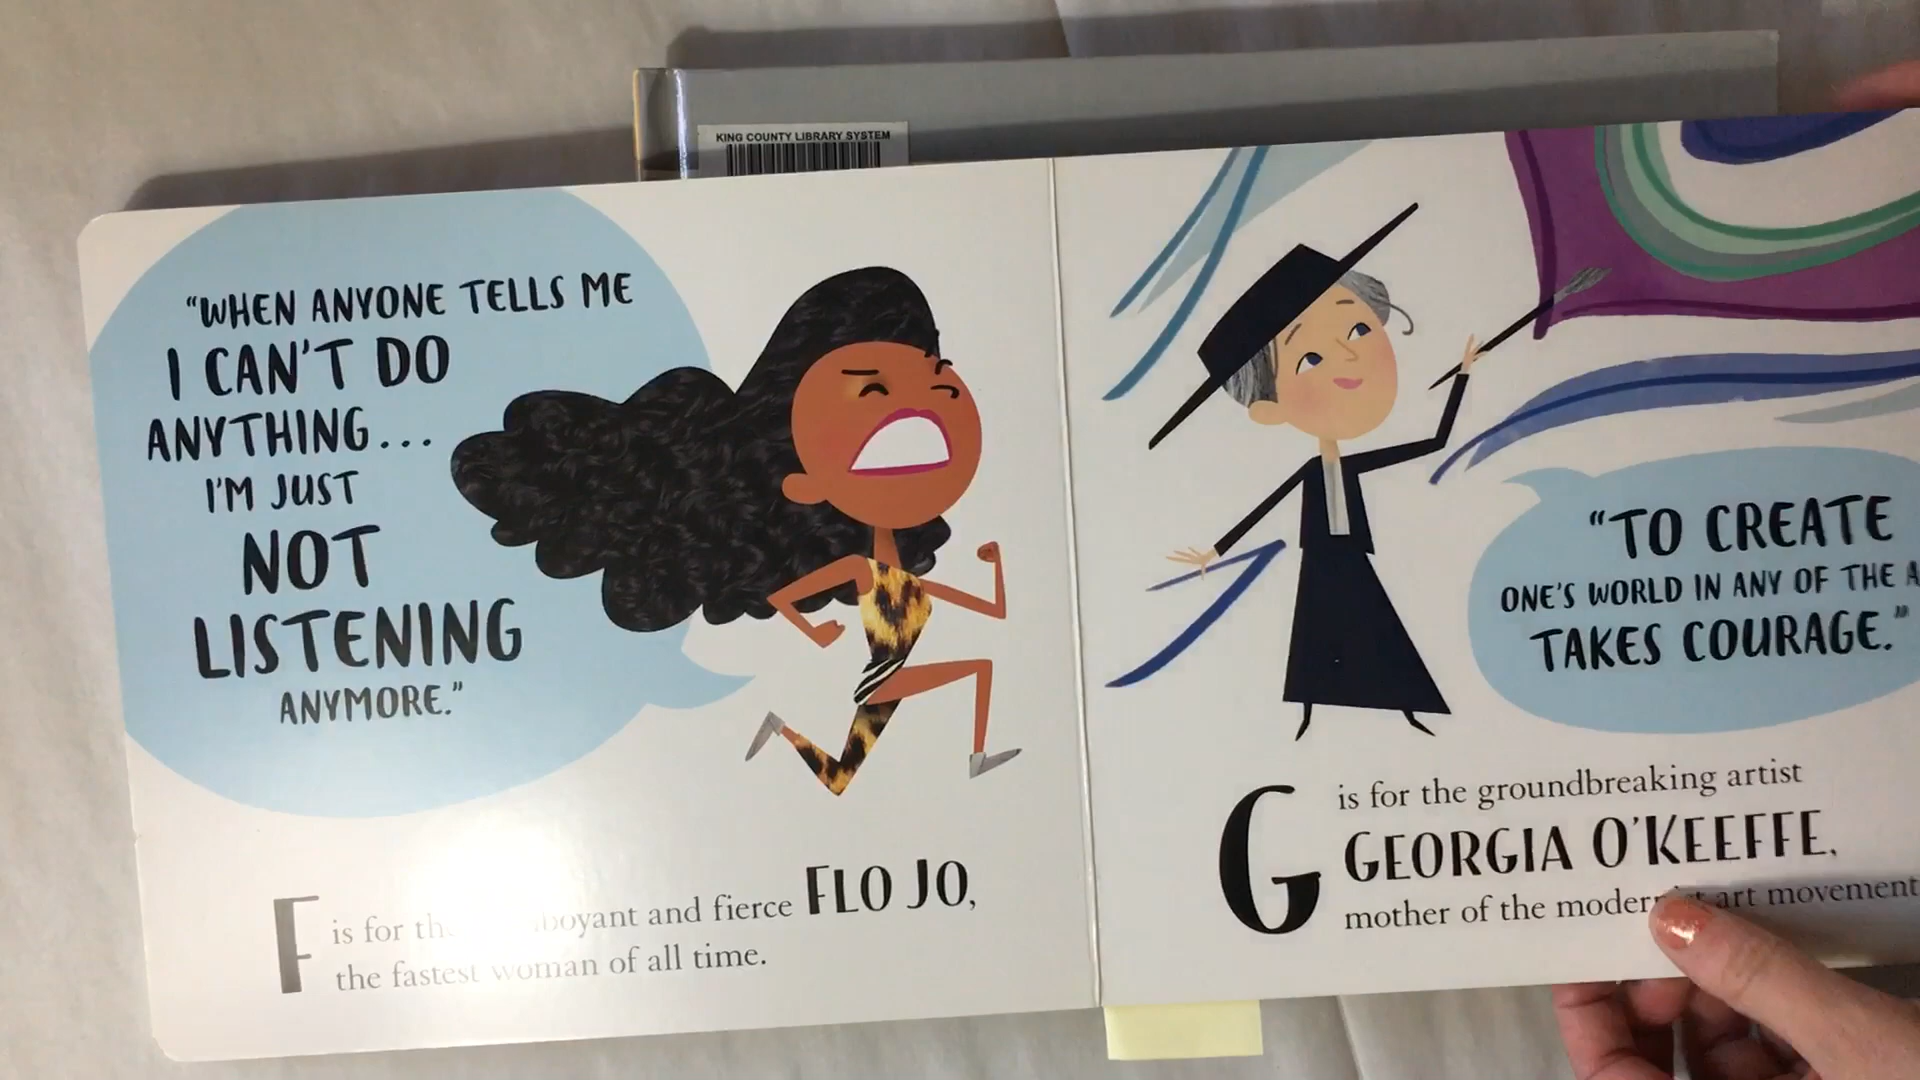 KING COUNTY LIBRARY SYSTEM
“WHEN ANYONE TELLS ME
I CAN'T DO
ANYTHING...
I'M JUST
NOT
LISTENING
ANYMORE.”
F is for
and fierce FLO JO,
the fastest woman of all time.
“TO CREATE
ONE'S WORLD IN ANY OF THE
TAKES COURAGE.”
G is for the groundbreaking artist
GEORGIA O'KEEFFE,
mother of the modernist art movement